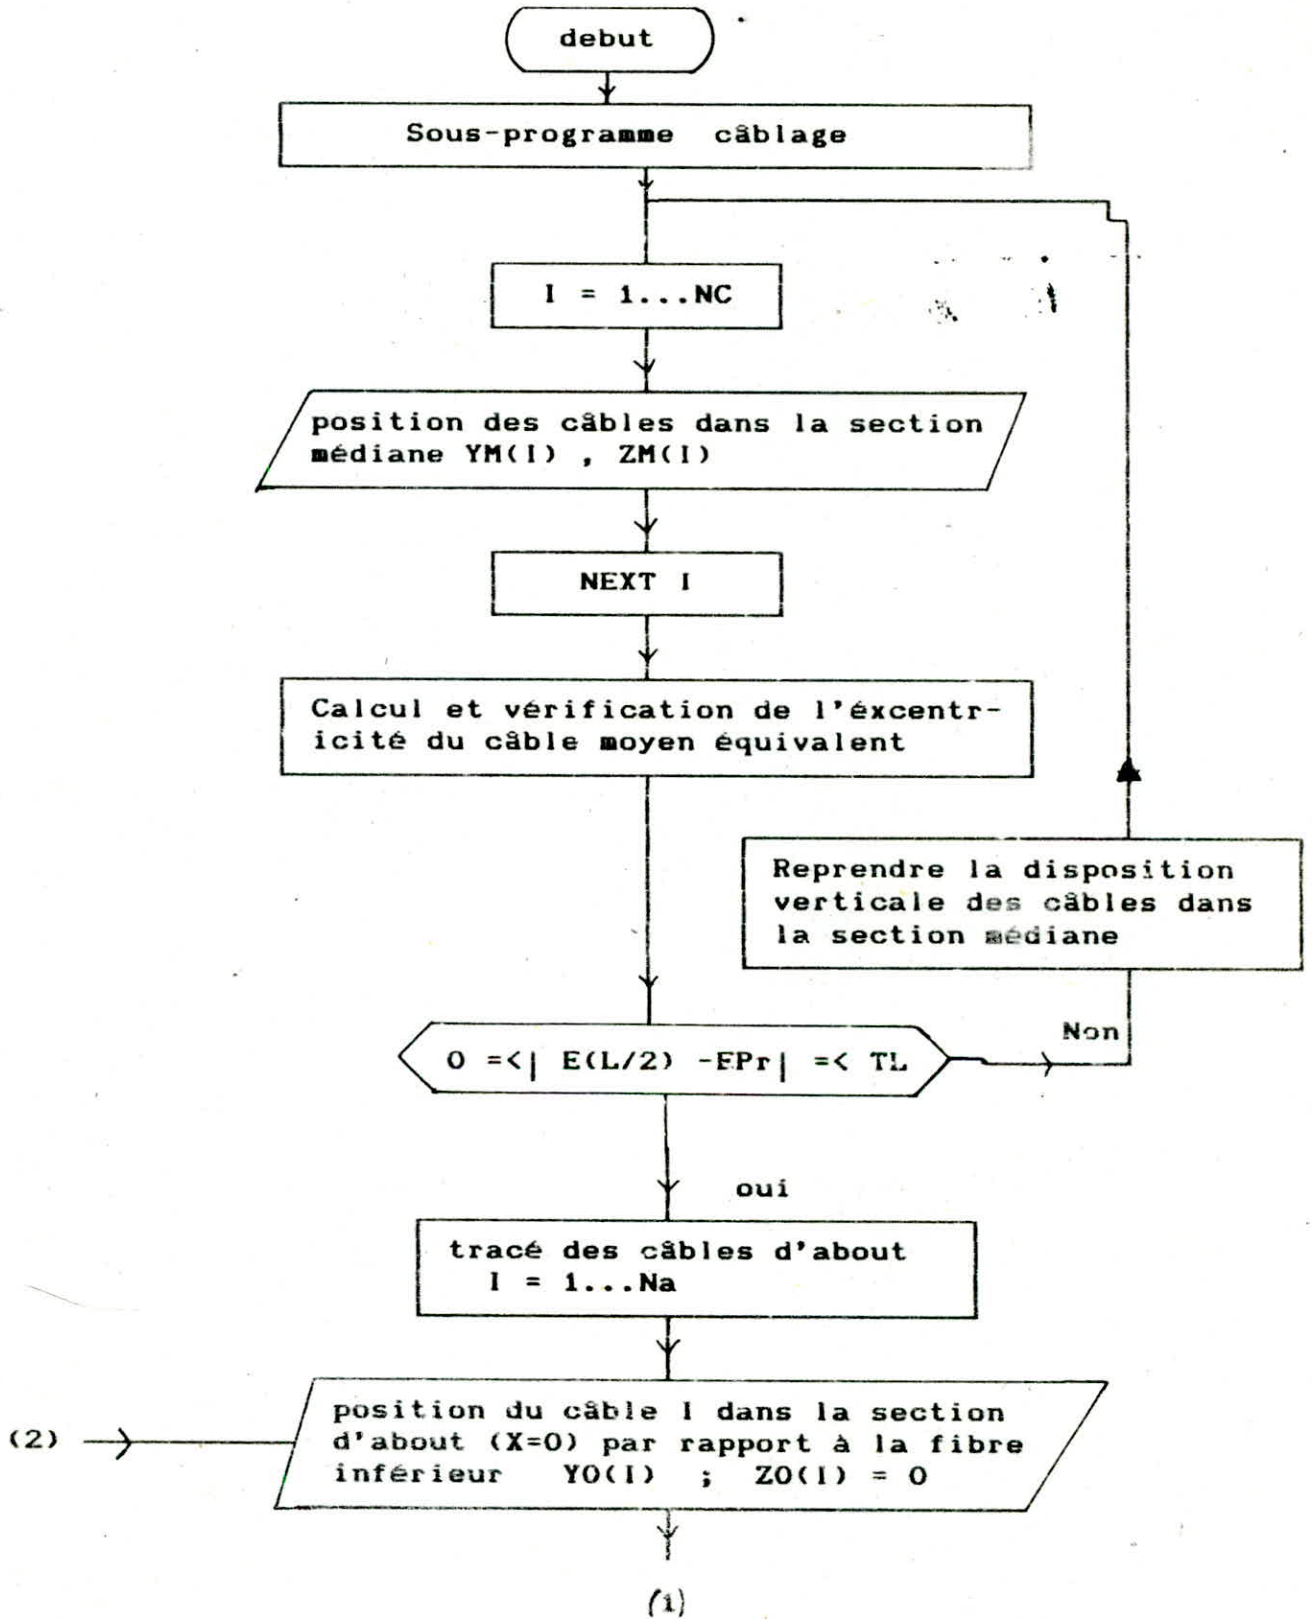 debut
Sous-programme câblage
I = 1...NC
position des câbles dans la section
médiane YM(I) , ZM(I)
NEXT I
Calcul et vérification de l'éxcentr-
icité du câble moyen équivalent
Reprendre la disposition
verticale des câbles dans
la section médiane
Non
0 =<| E(L/2) -EPr| =< TL
oui
tracé des câbles d'about
I = 1...Na
position du câble I dans la section
(2)
d'about (X=0) par rapport à la fibre
inférieur YO(I) ; ZO(I) = 0
(1)